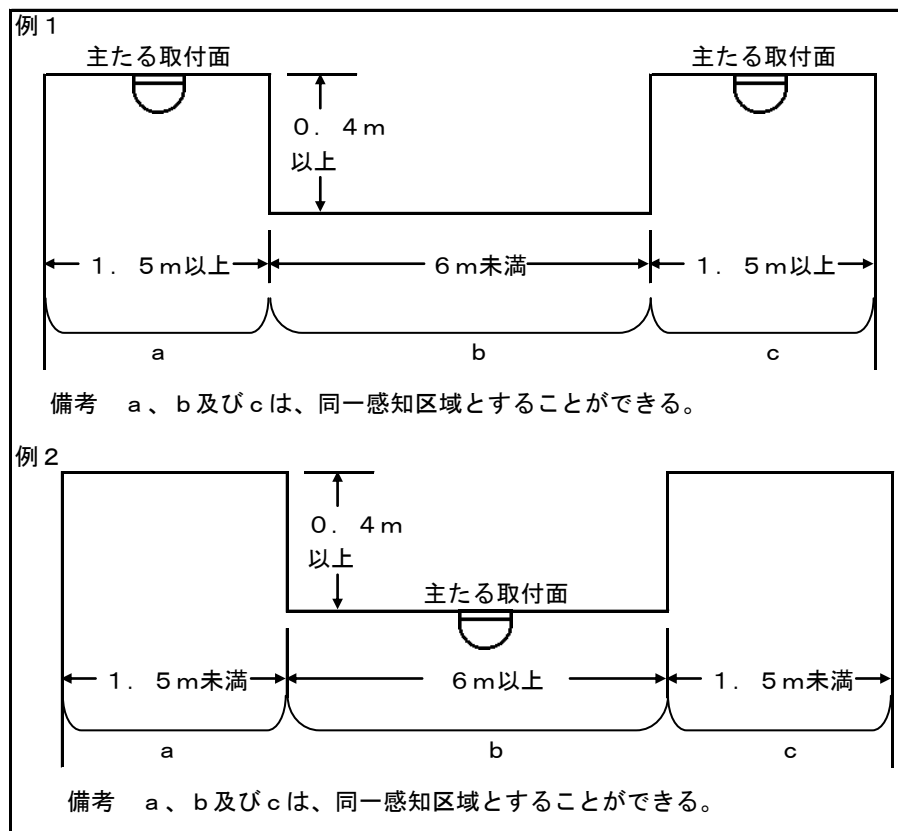 例1
主たる取付面　主たる取付面
０．４ｍ
以上
１．５ｍ以上　６ｍ未満　１．５ｍ以上
ａ　ｂ　ｃ
備考　ａ、ｂ及びｃは、同一感知区域とすることができる。
例2
０．４ｍ
以上
主たる取付面
１．５ｍ未満　６ｍ以上　１．５ｍ未満
ａ　ｂ　ｃ
備考　ａ、ｂ及びｃは、同一感知区域とすることができる。